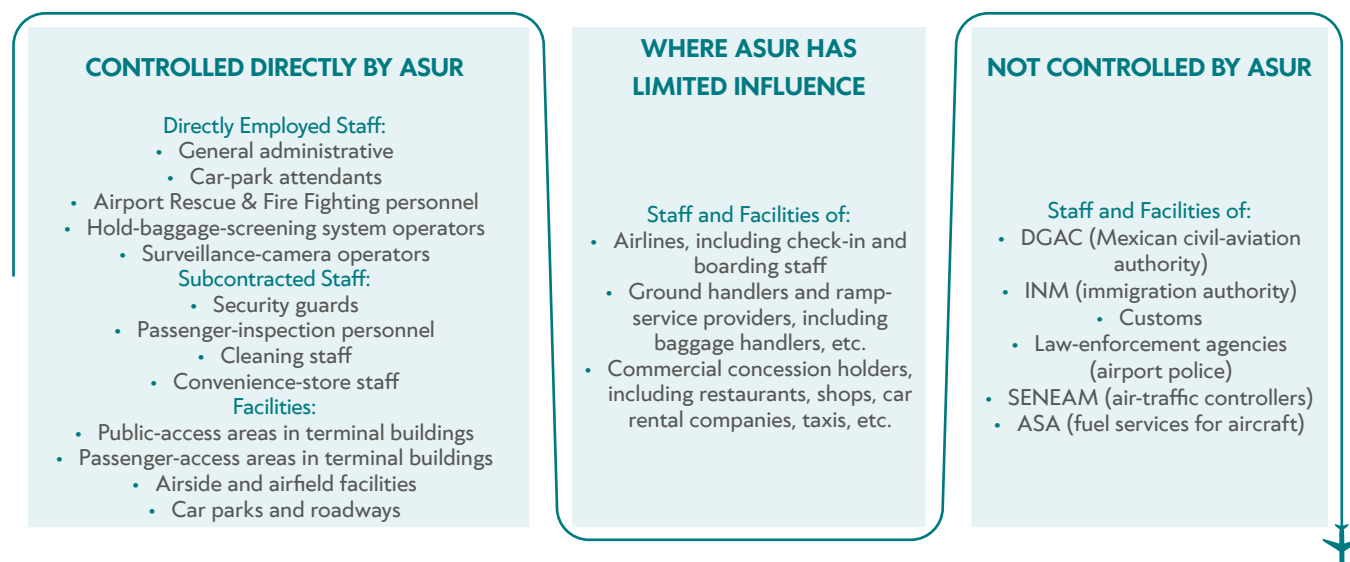 CONTROLLED DIRECTLY BY ASUR
Directly Employed Staff:
• General administrative
• Car-park attendants
• Airport Rescue & Fire Fighting personnel
• Hold-baggage-screening system operators
• Surveillance-camera operators
Subcontracted Staff:
• Security guards
• Passenger-inspection personnel
• Cleaning staff
• Convenience-store staff
Facilities:
• Public-access areas in terminal buildings
• Passenger-access areas in terminal buildings
• Airside and airfield facilities
• Car parks and roadways
WHERE ASUR HAS
LIMITED INFLUENCE
Staff and Facilities of:
• Airlines, including check-in and
boarding staff
• Ground handlers and ramp-
service providers, including
baggage handlers, etc.
• Commercial concession holders,
including restaurants, shops, car
rental companies, taxis, etc.
NOT CONTROLLED BY ASUR
Staff and Facilities of:
• DGAC (Mexican civil-aviation
authority)
• INM (immigration authority)
• Customs
• Law-enforcement agencies
(airport police)
• SENEAM (air-traffic controllers)
• ASA (fuel services for aircraft)